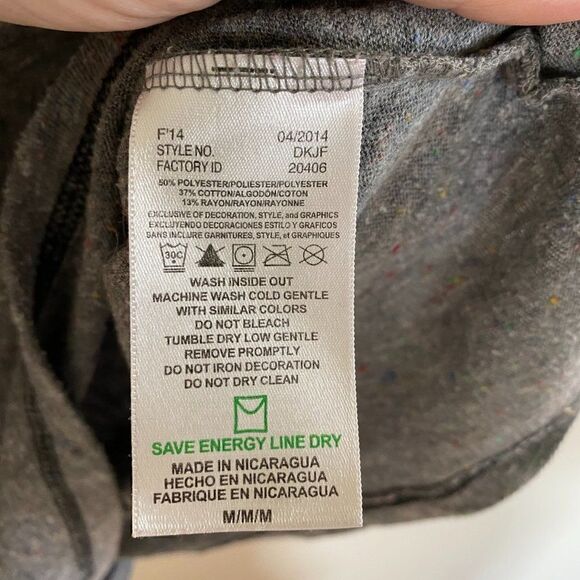 F'14 04/2014
STYLE NO. DKJF
FACTORY ID 20406
50% POLYESTER/POLIESTER/POLYESTER
37% COTTON/ALGODÓN/COTON
13% RAYON/RAYON/RAYONNE
EXCLUSIVE OF DECORATION, STYLE, and GRAPHICS
EXCLUYENDO DECORACIONES ESTILO Y GRAFICOS
SANS INCLURE GARNITURES, STYLE, et GRAPHIQUES
30C
WASH INSIDE OUT
MACHINE WASH COLD GENTLE
WITH SIMILAR COLORS
DO NOT BLEACH
TUMBLE DRY LOW GENTLE
REMOVE PROMPTLY
DO NOT IRON DECORATION
DO NOT DRY CLEAN
SAVE ENERGY LINE DRY
MADE IN NICARAGUA
HECHO EN NICARAGUA
FABRIQUE EN NICARAGUA
M/M/M